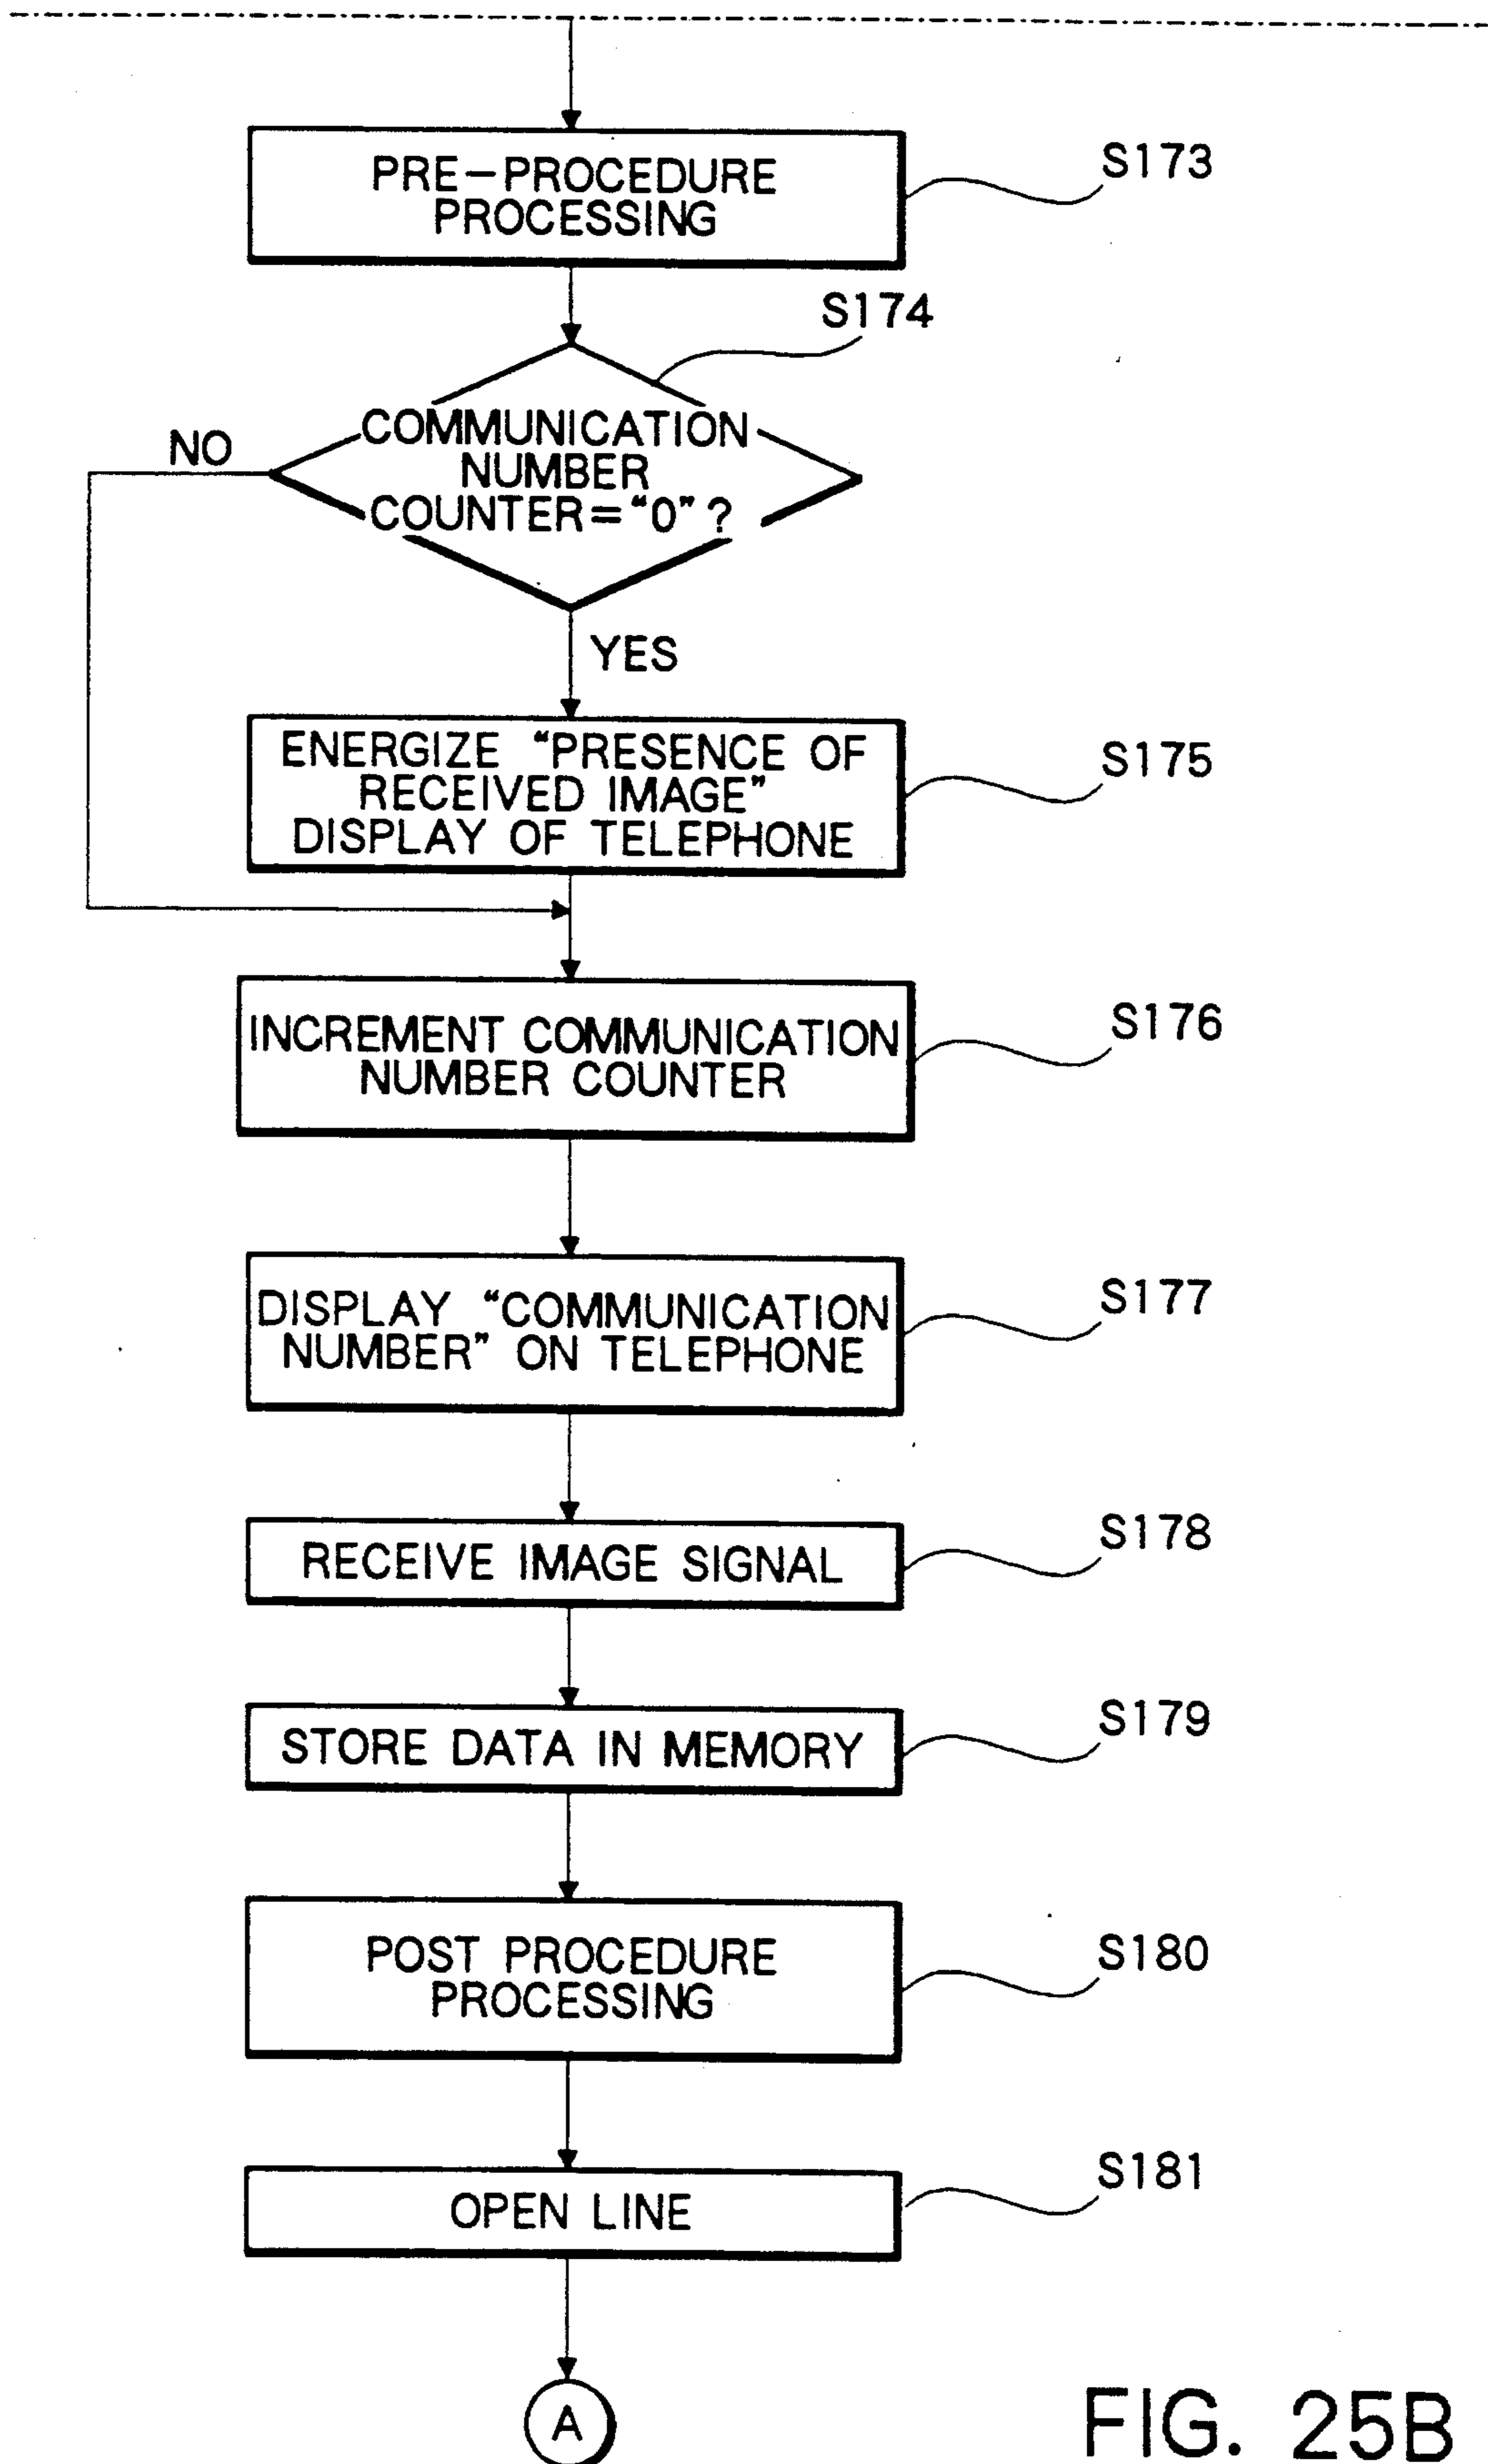 PRE-PROCEDURE
PROCESSING
S173
S174
COMMUNICATION
NUMBER
COUNTER="0"?
NO
YES
ENERGIZE "PRESENCE OF
RECEIVED IMAGE"
DISPLAY OF TELEPHONE
S175
INCREMENT COMMUNICATION
NUMBER COUNTER
S176
DISPLAY "COMMUNICATION
NUMBER" ON TELEPHONE
S177
RECEIVE IMAGE SIGNAL
S178
STORE DATA IN MEMORY
S179
POST PROCEDURE
PROCESSING
S180
OPEN LINE
S181
A
FIG. 25B